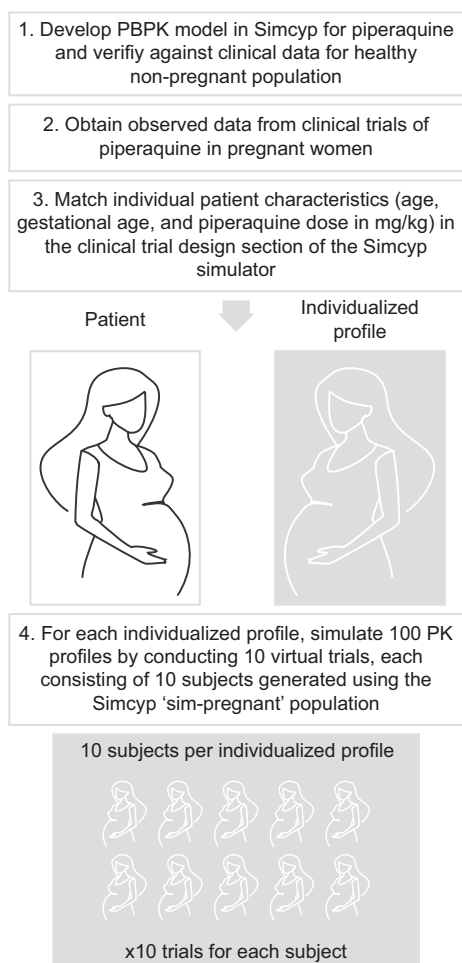 1. Develop PBPK model in Simcyp for piperaquine
and verifiy against clinical data for healthy
non-pregnant population
2. Obtain observed data from clinical trials of
piperaquine in pregnant women
3. Match individual patient characteristics (age,
gestational age, and piperaquine dose in mg/kg) in
the clinical trial design section of the Simcyp
simulator
Patient
Individualized
profile
4. For each individualized profile, simulate 100 PK
profiles by conducting 10 virtual trials, each
consisting of 10 subjects generated using the
Simcyp ‘sim-pregnant’ population
10 subjects per individualized profile
x10 trials for each subject